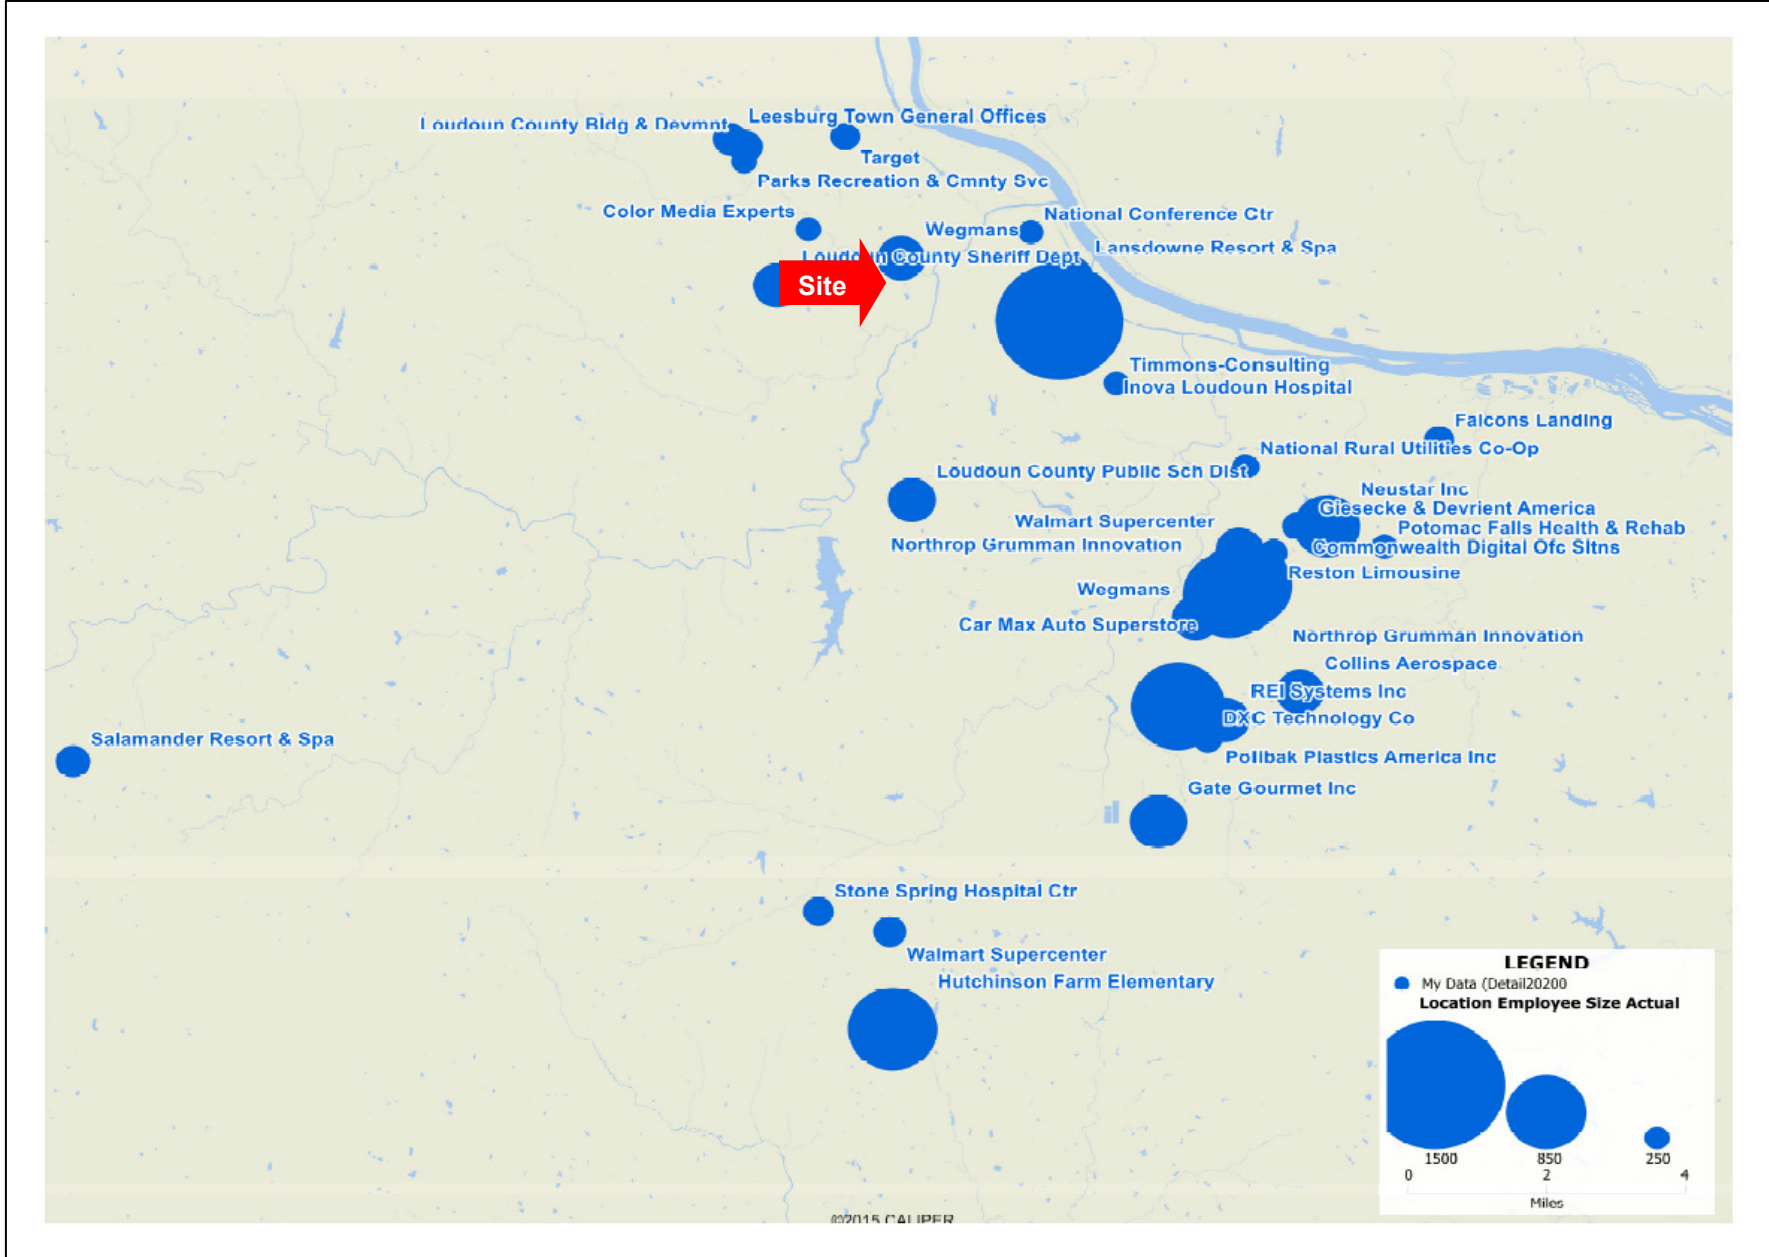 Leesburg Town General Offices
Loudoun County Bldg & Devmnt
Target
Parks Recreation & Cmnty Svc
Color Media Experts
National Conference Ctr
Wegmans
Lansdowne Resort & Spa
Loudoun County Sheriff Dept
Site
Timmons-Consulting
Inova Loudoun Hospital
Falcons Landing
National Rural Utilities Co-Op
Loudoun County Public Sch Dist
Neustar Inc
Giesecke & Devrient America
Walmart Supercenter
Potomac Falls Health & Rehab
Northrop Grumman Innovation
Commonwealth Digital Ofc Sltns
Reston Limousine
Wegmans
Car Max Auto Superstore
Northrop Grumman Innovation
Collins Aerospace
REI Systems Inc
DXC Technology Co
Salamander Resort & Spa
Polibak Plastics America Inc
Gate Gourmet Inc
Stone Spring Hospital Ctr
Walmart Supercenter
Hutchinson Farm Elementary
LEGEND
My Data (Detail20200
Location Employee Size Actual
1500 850 250
0 2 4
Miles
©2015 CALIPER